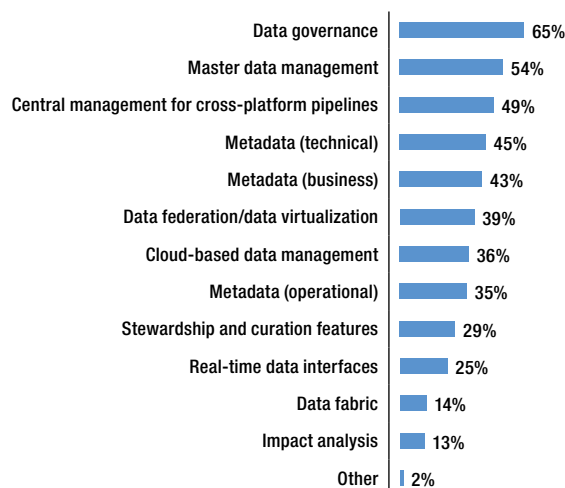 Data governance 65%
Master data management 54%
Central management for cross-platform pipelines 49%
Metadata (technical) 45%
Metadata (business) 43%
Data federation/data virtualization 39%
Cloud-based data management 36%
Metadata (operational) 35%
Stewardship and curation features 29%
Real-time data interfaces 25%
Data fabric 14%
Impact analysis 13%
Other 2%